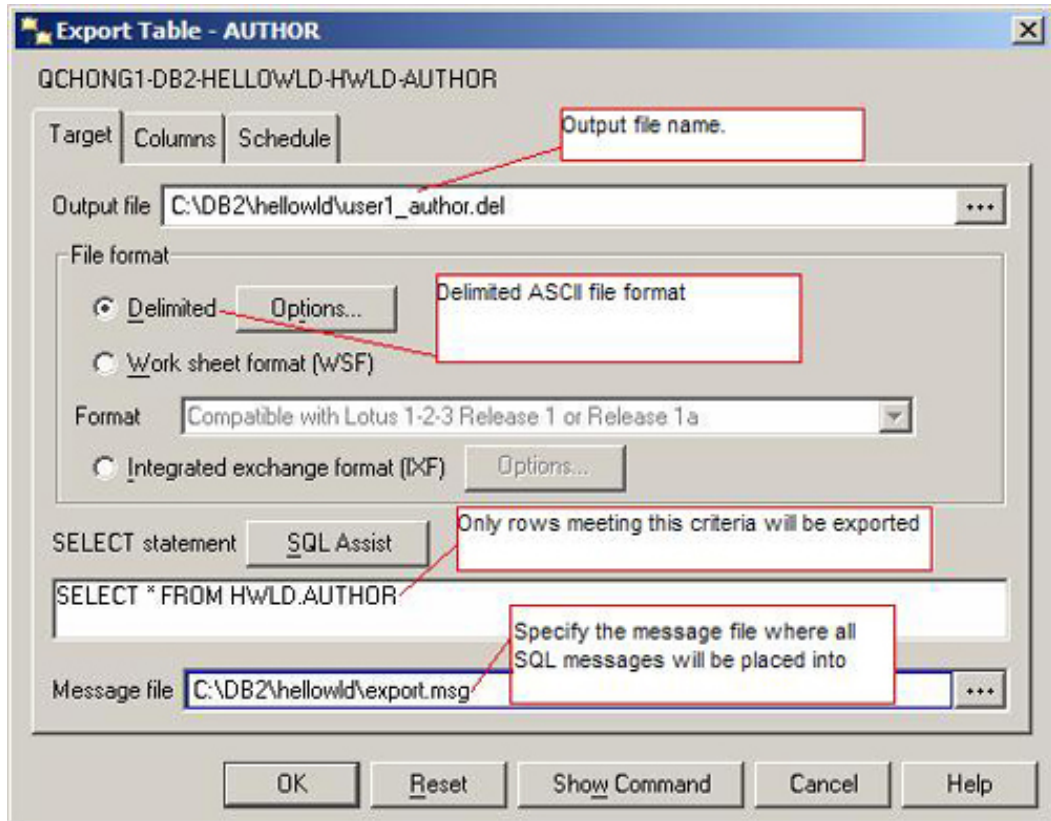 Export Table - AUTHOR
QCHONG1-DB2-HELLOWLD-HWLD-AUTHOR
Target Columns Schedule
Output file name.
Output file C:\DB2\hellowld\user1_author.del ...
File format
Delimited Options...
Delimited ASCII file format
Work sheet format (WSF)
Format Compatible with Lotus 1-2-3 Release 1 or Release 1a
Integrated exchange format (IXF) Options...
Only rows meeting this criteria will be exported
SELECT statement SQL Assist
SELECT * FROM HWLD.AUTHOR
Specify the message file where all
SQL messages will be placed into
Message file C:\DB2\hellowld\export.msg ...
OK Reset Show Command Cancel Help